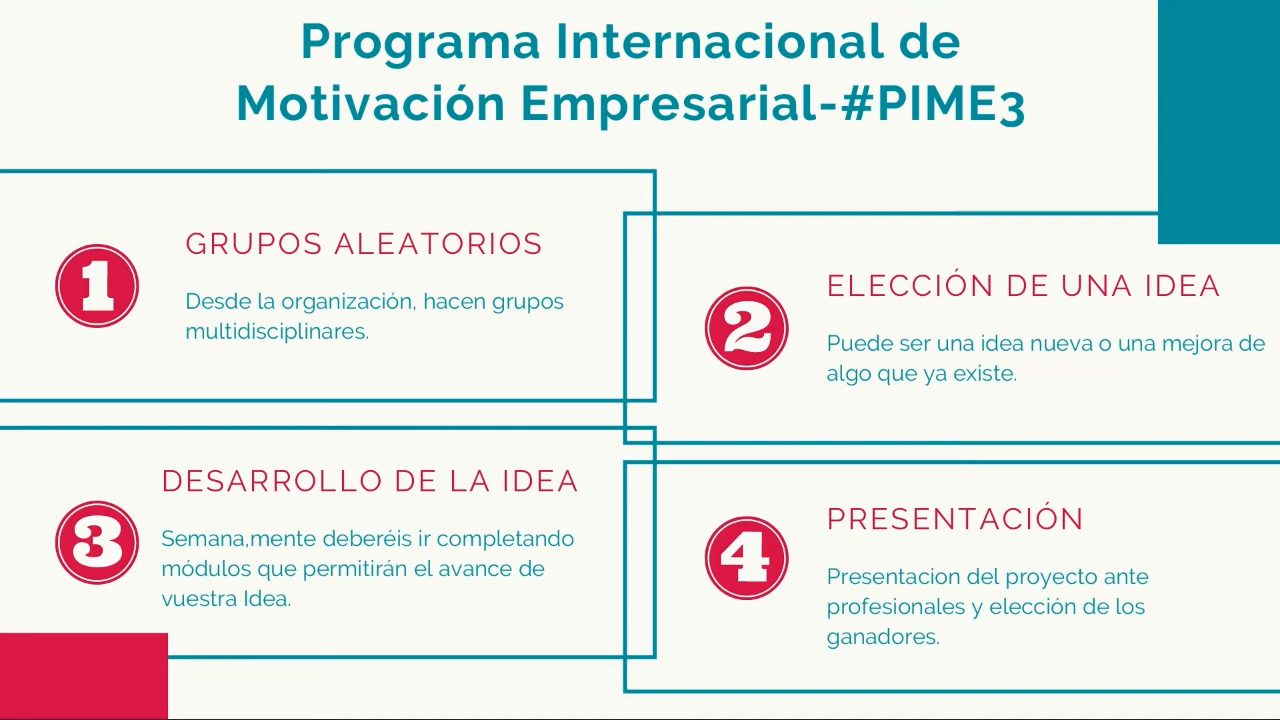 Programa Internacional de
Motivación Empresarial-#PIME3
1
GRUPOS ALEATORIOS
Desde la organización, hacen grupos
multidisciplinares.
2
ELECCIÓN DE UNA IDEA
Puede ser una idea nueva o una mejora de
algo que ya existe.
3
DESARROLLO DE LA IDEA
Semana,mente deberéis ir completando
módulos que permitirán el avance de
vuestra Idea.
4
PRESENTACIÓN
Presentacion del proyecto ante
profesionales y elección de los
ganadores.